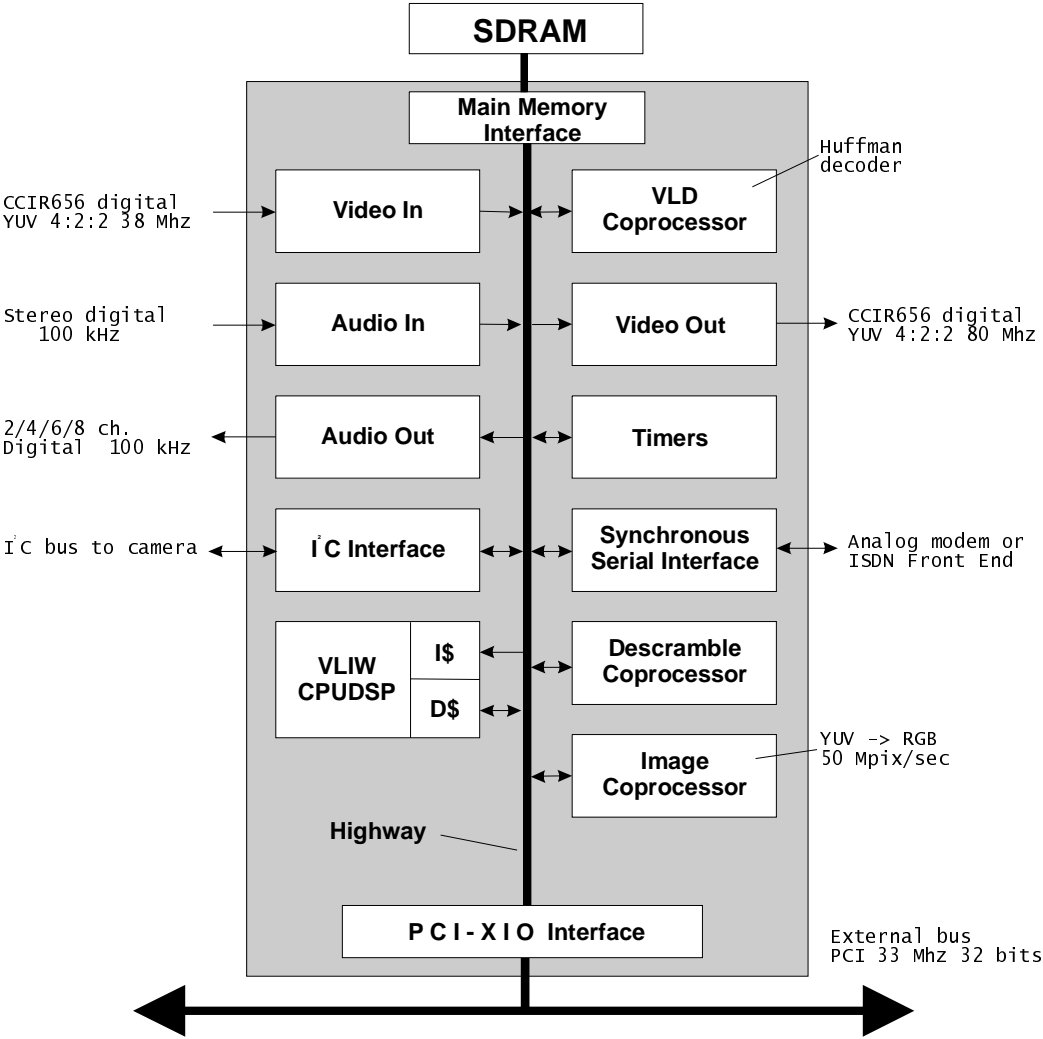 SDRAM
Main Memory
Interface
Huffman
decoder
CCIR656 digital
YUV 4:2:2 38 Mhz
Video In
VLD
Coprocessor
Stereo digital
100 kHz
Audio In
Video Out
CCIR656 digital
YUV 4:2:2 80 Mhz
2/4/6/8 ch.
Digital 100 kHz
Audio Out
Timers
I²C bus to camera
I²C Interface
Synchronous
Serial Interface
Analog modem or
ISDN Front End
VLIW
CPUDSP
I$
D$
Descramble
Coprocessor
Image
Coprocessor
YUV -> RGB
50 Mpix/sec
Highway
PCI-XIO Interface
External bus
PCI 33 Mhz 32 bits